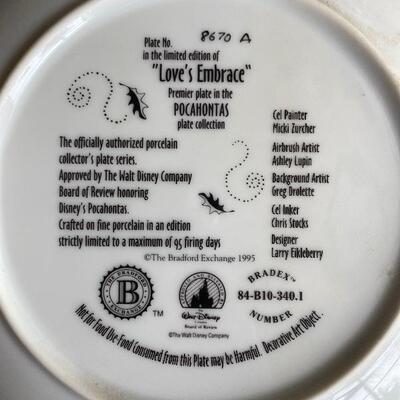 Plate No. 8670 A
in the limited edition of
"Love's Embrace"
Premier plate in the
POCAHONTAS
plate collection
The officially authorized porcelain
collector's plate series.
Approved by The Walt Disney Company
Board of Review honoring
Disney's Pocahontas.
Crafted on fine porcelain in an edition
strictly limited to a maximum of 95 firing days
Cel Painter
Micki Zurcher
Airbrush Artist
Ashley Lupin
Background Artist
Greg Drolette
Cel Inker
Chris Stocks
Designer
Larry Eikleberry
©The Bradford Exchange 1995
THE BRADFORD
B
EXCHANGE
TM
Walt Disney
Board of Review
©The Walt Disney Company
BRADEX™
84-B10-340.1
NUMBER
Not for Food Use-Food Consumed from this Plate may be Harmful. Decorative Art Object.